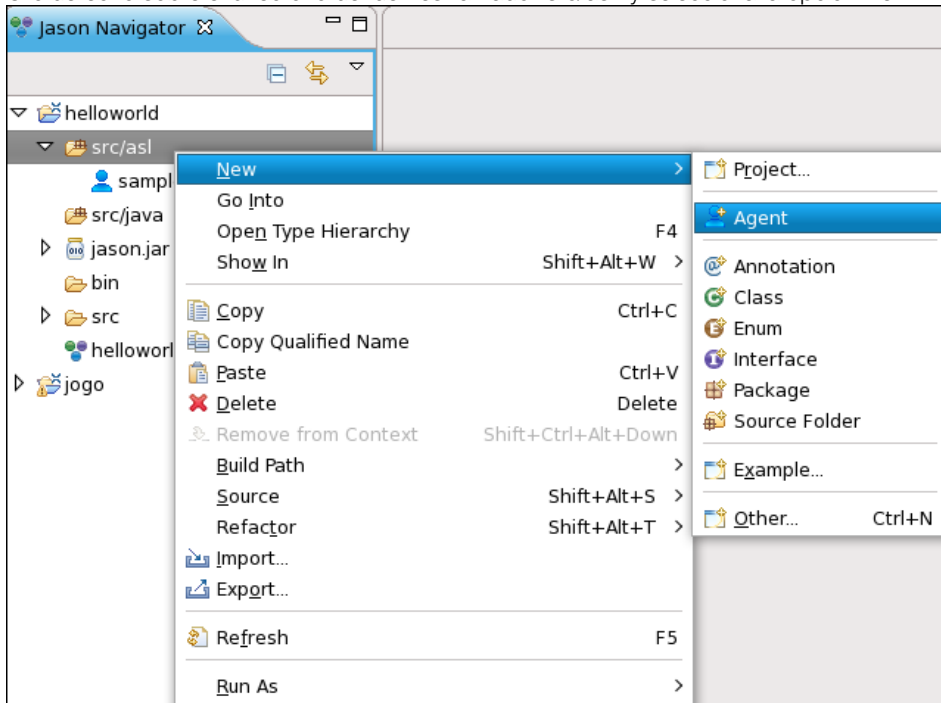 Jason Navigator
helloworld
src/asl
sampl
src/java
jason.jar
bin
src
helloworl
jogo
New
Go Into
Open Type Hierarchy F4
Show In Shift+Alt+W
Copy Ctrl+C
Copy Qualified Name
Paste Ctrl+V
Delete Delete
Remove from Context Shift+Ctrl+Alt+Down
Build Path
Source Shift+Alt+S
Refactor Shift+Alt+T
Import...
Export...
Refresh F5
Run As
Project...
Agent
Annotation
Class
Enum
Interface
Package
Source Folder
Example...
Other... Ctrl+N